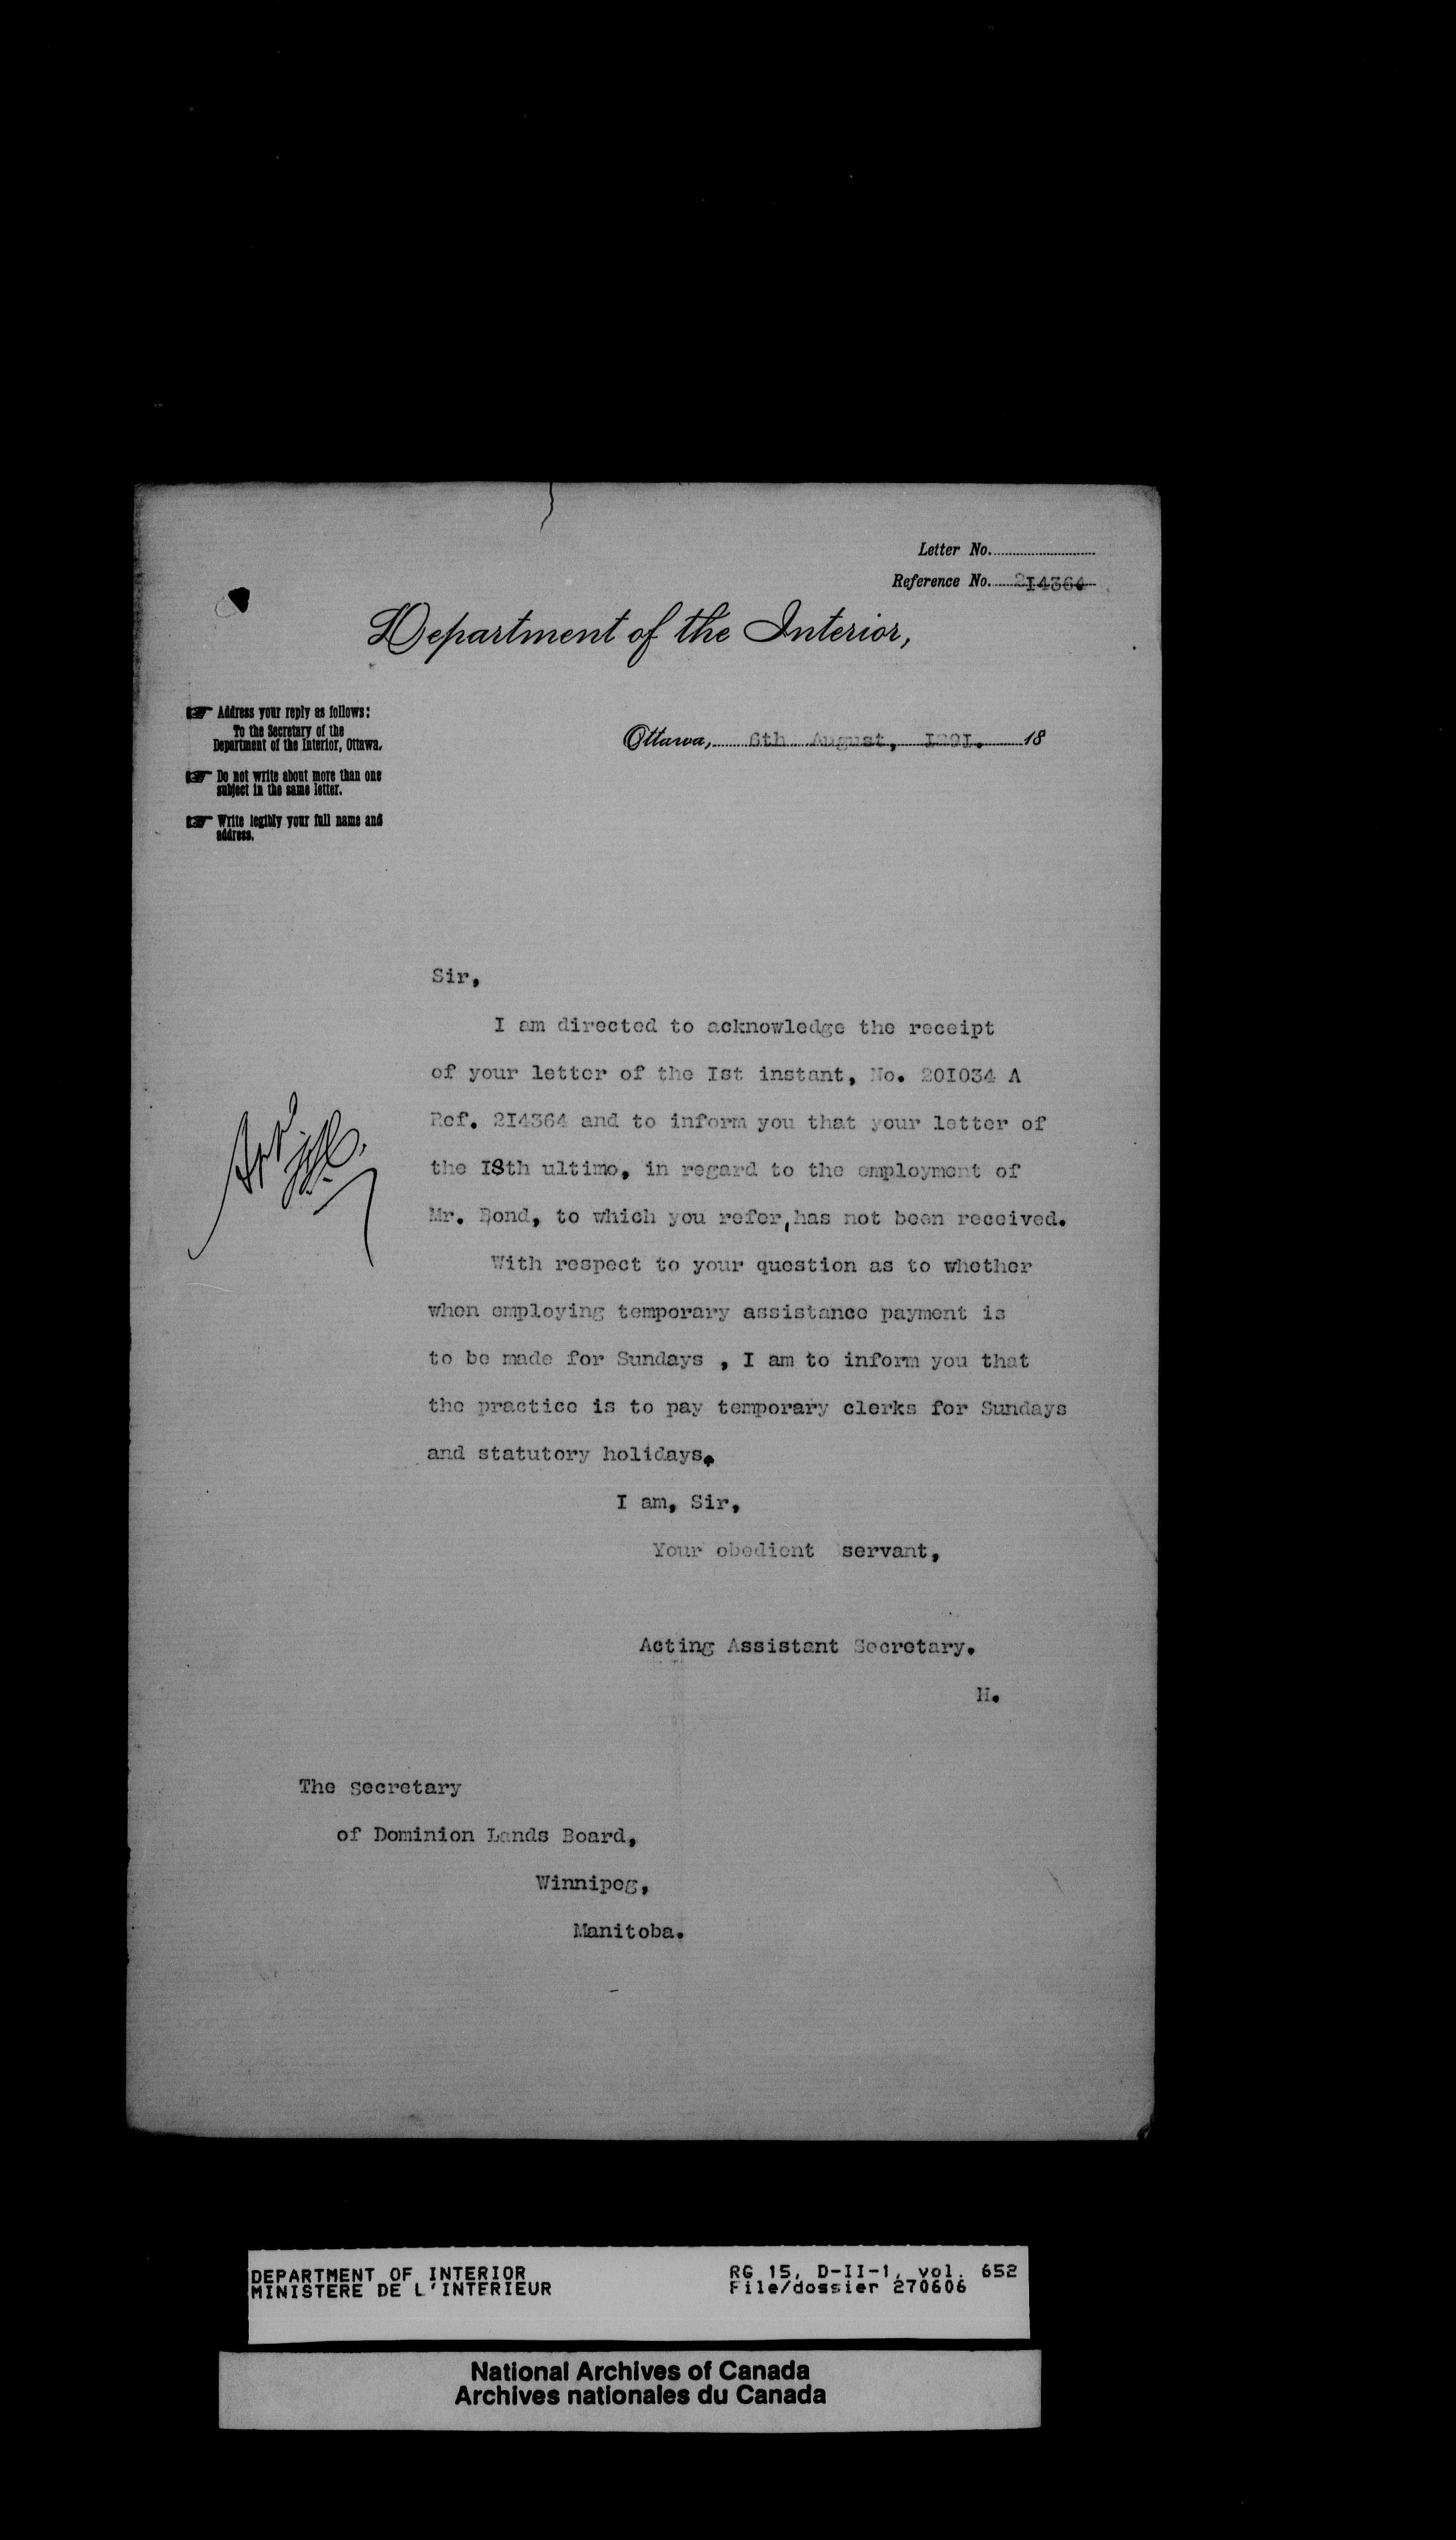 Letter No.
Reference No. 2I4364
Department of the Interior,
Address your reply as follows:
To the Secretary of the
Department of the Interior, Ottawa.
Do not write about more than one
subject in the same letter.
Write legibly your full name and
address.
Ottawa, 6th August, I89I. 18
Sir,
I am directed to acknowledge the receipt
of your letter of the Ist instant, No. 20I034 A
Ref. 2I4364 and to inform you that your letter of
the I8th ultimo, in regard to the employment of
Mr. Bond, to which you refer, has not been received.
With respect to your question as to whether
when employing temporary assistance payment is
to be made for Sundays , I am to inform you that
the practice is to pay temporary clerks for Sundays
and statutory holidays.
I am, Sir,
Your obedient servant,
Acting Assistant Secretary.
H.
The secretary
of Dominion Lands Board,
Winnipeg,
Manitoba.
DEPARTMENT OF INTERIOR RG 15, D-II-1, vol. 652
MINISTERE DE L'INTERIEUR File/dossier 270606
National Archives of Canada
Archives nationales du Canada